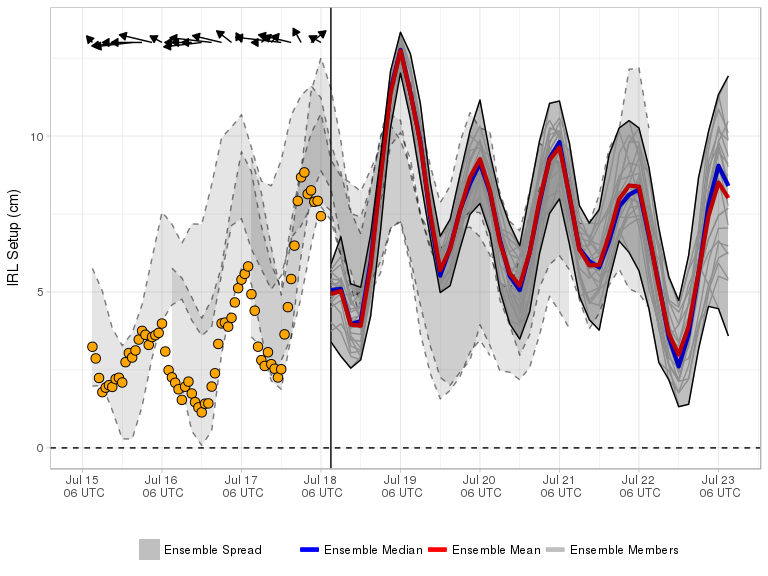 IRL Setup (cm)
10
5
0
Jul 15 Jul 16 Jul 17 Jul 18 Jul 19 Jul 20 Jul 21 Jul 22 Jul 23
06 UTC 06 UTC 06 UTC 06 UTC 06 UTC 06 UTC 06 UTC 06 UTC 06 UTC
Ensemble Spread Ensemble Median Ensemble Mean Ensemble Members